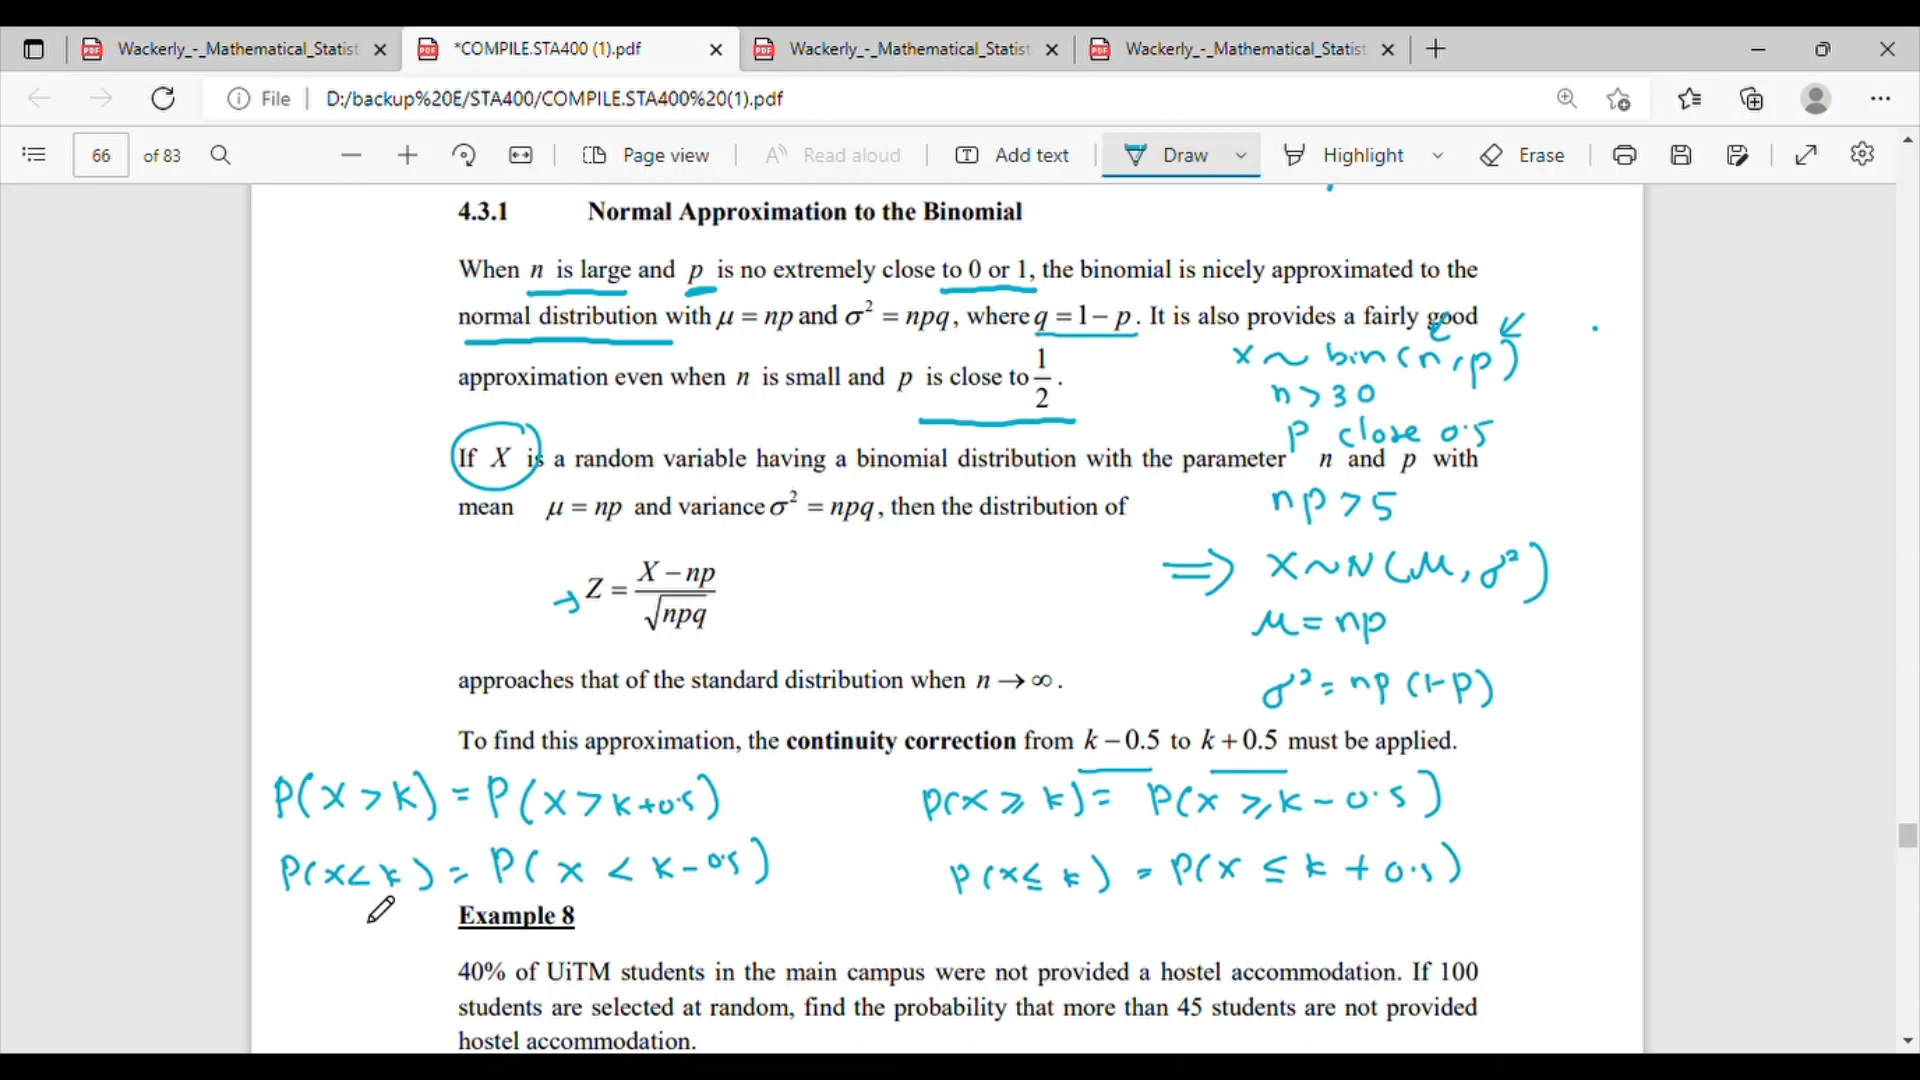 Wackerly_-_Mathematical_Statist
*COMPILE.STA400 (1).pdf
Wackerly_-_Mathematical_Statist
Wackerly_-_Mathematical_Statist
File
D:/backup%20E/STA400/COMPILE.STA400%20(1).pdf
66 of 83
Page view
Read aloud
Add text
Draw
Highlight
Erase
4.3.1 Normal Approximation to the Binomial
When n is large and p is no extremely close to 0 or 1, the binomial is nicely approximated to the
normal distribution with μ = np and σ² = npq, where q = 1 − p. It is also provides a fairly good
x ~ bin(n,p)
approximation even when n is small and p is close to 1/2.
n > 30
p close 0.5
If X is a random variable having a binomial distribution with the parameter n and p with
mean μ = np and variance σ² = npq, then the distribution of
np > 5
Z = (X − np)/√npq
⇒ X ~ N(μ, σ²)
μ = np
approaches that of the standard distribution when n → ∞.
σ² = np(1-p)
To find this approximation, the continuity correction from k − 0.5 to k + 0.5 must be applied.
P(x > k) = P(x > k+0.5)
P(x ≥ k) = P(x ≥ k − 0.5)
P(x < k) = P(x < k − 0.5)
P(x ≤ k) = P(x ≤ k + 0.5)
Example 8
40% of UiTM students in the main campus were not provided a hostel accommodation. If 100
students are selected at random, find the probability that more than 45 students are not provided
hostel accommodation.